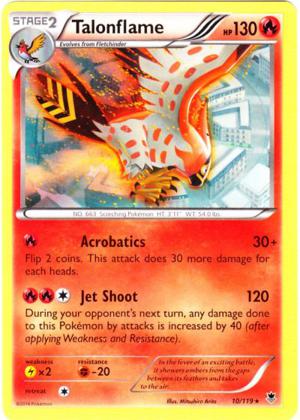 STAGE2 Talonflame HP130
Evolves from Fletchinder
NO. 663 Scorching Pokémon HT 3'11" WT 54.0 lbs.
Acrobatics 30+
Flip 2 coins. This attack does 30 more damage for
each heads.
Jet Shoot 120
During your opponent's next turn, any damage done
to this Pokémon by attacks is increased by 40 (after
applying Weakness and Resistance).
weakness resistance
×2 -20
retreat
In the fever of an exciting battle,
it showers embers from the gaps
between its feathers and takes
to the air.
Illus. Mitsuhiro Arita 10/119 ★
©2014 Pokémon